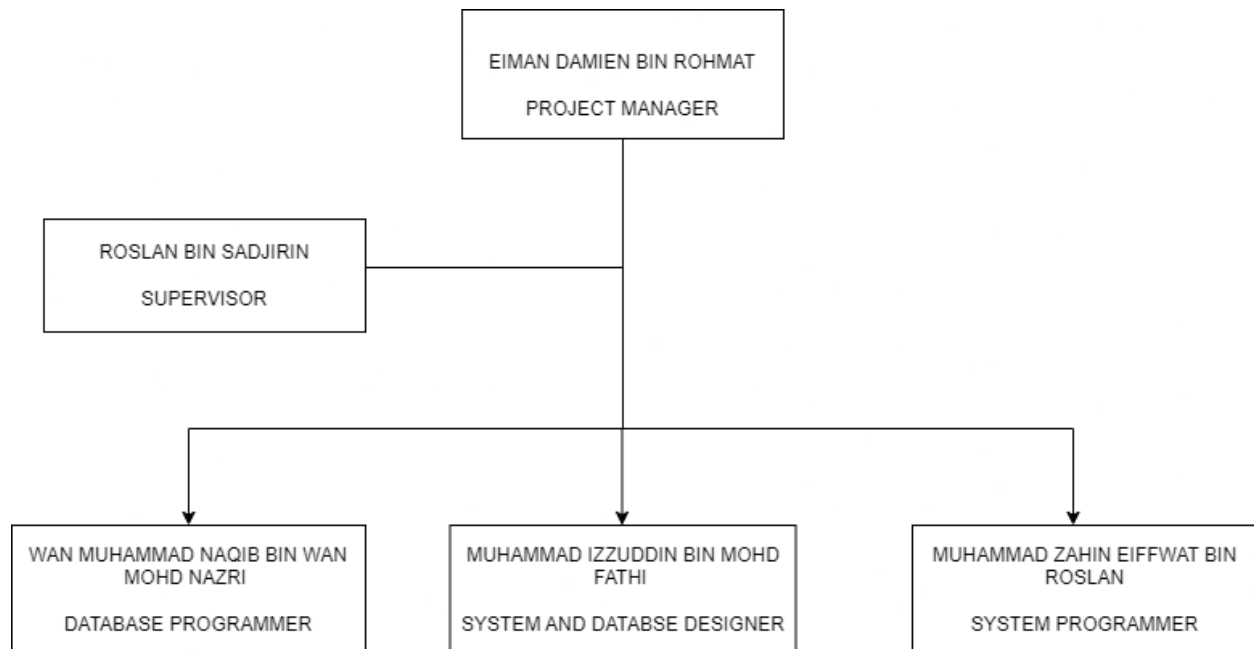 EIMAN DAMIEN BIN ROHMAT
PROJECT MANAGER
ROSLAN BIN SADJIRIN
SUPERVISOR
WAN MUHAMMAD NAQIB BIN WAN
MOHD NAZRI
DATABASE PROGRAMMER
MUHAMMAD IZZUDDIN BIN MOHD
FATHI
SYSTEM AND DATABSE DESIGNER
MUHAMMAD ZAHIN EIFFWAT BIN
ROSLAN
SYSTEM PROGRAMMER